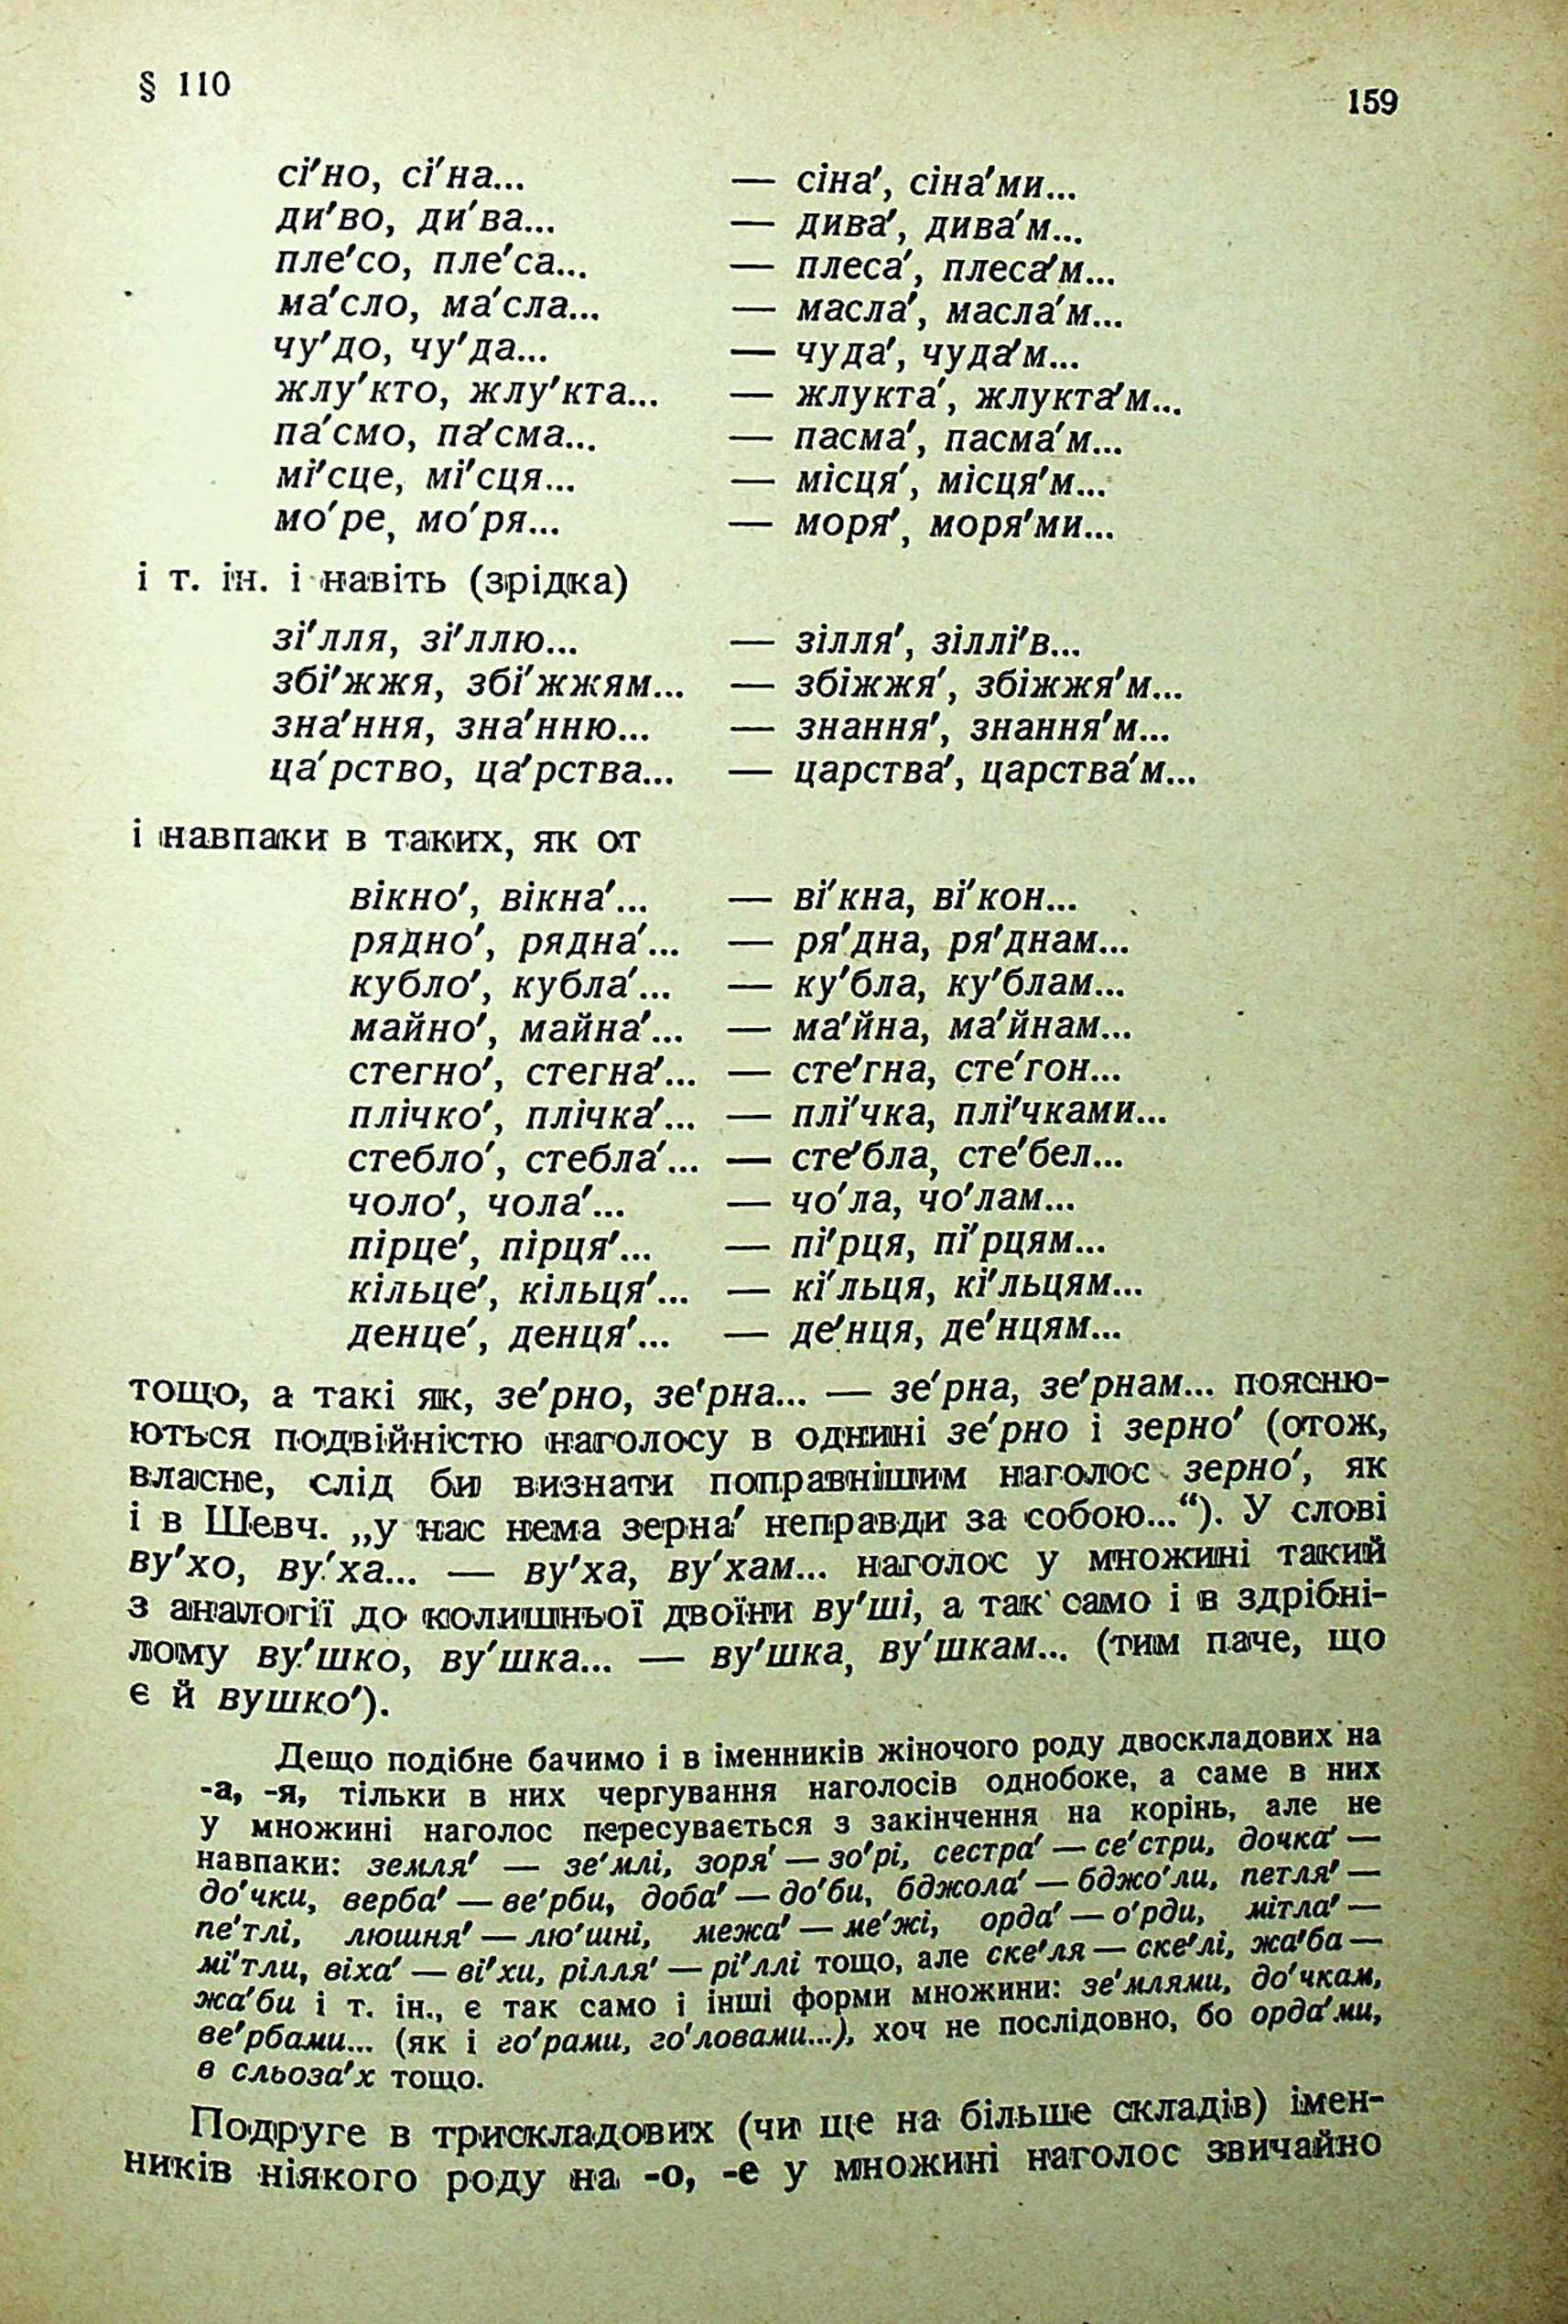 § 110
159
сі'но, сі'на... — сіна', сіна'ми...
ди'во, ди'ва... — дива', дива'м...
пле'со, пле'са... — плеса', плеса'м...
ма'сло, ма'сла... — масла', масла'м...
чу'до, чу'да... — чуда', чуда'м...
жлу'кто, жлу'кта... — жлукта', жлукта'м...
па'смо, па'сма... — пасма', пасма'м...
мі'сце, мі'сця... — місця', місця'м...
мо'ре, мо'ря... — моря', моря'ми...
і т. ін. і навіть (зрідка)
зі'лля, зі'ллю... — зілля', зіллі'в...
збі'жжя, збі'жжям... — збіжжя', збіжжя'м...
зна'ння, зна'нню... — знання', знання'м...
ца'рство, ца'рства... — царства', царства'м...
і навпаки в таких, як от
вікно', вікна'... — ві'кна, ві'кон...
рядно', рядна'... — ря'дна, ря'днам...
кубло', кубла'... — ку'бла, ку'блам...
майно', майна'... — ма'йна, ма'йнам...
стегно', стегна'... — сте'гна, сте'гон...
плічко', плічка'... — плі'чка, плі'чками...
стебло', стебла'... — сте'бла, сте'бел...
чоло', чола'... — чо'ла, чо'лам...
пірце', пірця'... — пі'рця, пі'рцям...
кільце', кільця'... — кі'льця, кі'льцям...
денце', денця'... — де'нця, де'нцям...
тощо, а такі як, зе'рно, зе'рна... — зе'рна, зе'рнам... поясню-
ються подвійністю наголосу в однині зе'рно і зерно' (отож,
власне, слід би визнати поправнішим наголос зерно', як
і в Шевч. „у нас нема зерна' неправди за собою...“). У слові
ву'хо, ву'ха... — ву'ха, ву'хам... наголос у множині такий
з аналогії до колишньої двоїни ву'ші, а так само і в здрібні-
лому ву'шко, ву'шка... — ву'шка, ву'шкам... (тим паче, що
є й вушко').
Дещо подібне бачимо і в іменників жіночого роду двоскладових на
-а, -я, тільки в них чергування наголосів однобоке, а саме в них
у множині наголос пересувається з закінчення на корінь, але не
навпаки: земля' — зе'млі, зоря' — зо'рі, сестра' — се'стри, дочка' —
до'чки, верба' — ве'рби, доба' — до'би, бджола' — бджо'ли, петля' —
пе'тлі, люшня' — лю'шні, межа' — ме'жі, орда' — о'рди, мітла' —
мі'тли, віха' — ві'хи, рілля' — рі'ллі тощо, але ске'ля — ске'лі, жа'ба —
жа'би і т. ін., є так само і інші форми множини: зе'млями, до'чкам,
ве'рбами... (як і го'рами, го'ловами...), хоч не послідовно, бо орда'ми,
в сльоза'х тощо.
Подруге в трискладових (чи ще на більше складів) імен-
ників ніякого роду на -о, -е у множині наголос звичайно